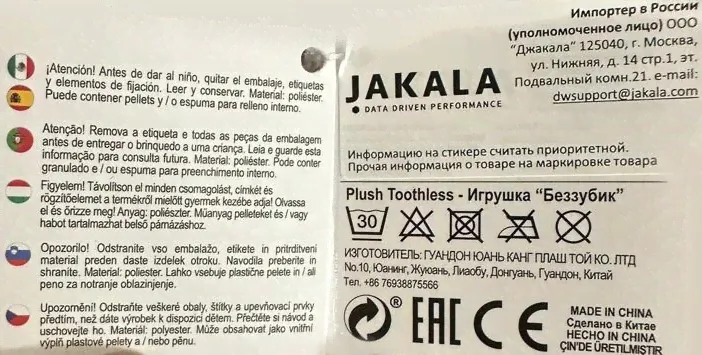 ¡Atención! Antes de dar al niño, quitar el embalaje, etiquetas
y elementos de fijación. Leer y conservar. Material: poliéster.
Puede contener pellets y / o espuma para relleno interno.
Atenção! Remova a etiqueta e todas as peças da embalagem
antes de entregar o brinquedo a uma criança. Leia e guarde esta
informação para consulta futura. Material: poliéster. Pode conter
granulado e / ou espuma para preenchimento interno.
Figyelem! Távolítson el minden csomagolást, címkét és
rögzítőelemet a termékről mielőtt gyermek kezébe adja! Olvassa
el és őrizze meg! Anyag: poliészter. Műanyag pelleteket és / vagy
habot tartalmazhat belső párnázáshoz.
Opozorilo! Odstranite vso embalažo, etikete in pritrditveni
material preden daste izdelek otroku. Navodila preberite in
shranite. Material: poliester. Lahko vsebuje plastične pelete in / ali
peno za notranje oblazinjenje.
Upozornění! Odstraňte veškeré obaly, štítky a upevňovací prvky
předtím, než dáte výrobek k dispozici dětem. Přečtěte si návod a
uschovejte ho. Materiál: polyester. Může obsahovat jako vnitřní
výplň plastové pelety a / nebo pěnu.
JAKALA
DATA DRIVEN PERFORMANCE
Импортер в России
(уполномоченное лицо) ООО
"Джакала" 125040, г. Москва,
ул. Нижняя, д. 14 стр.1, эт.
Подвальный комн.21. e-mail:
dwsupport@jakala.com
Информацию на стикере считать приоритетной.
Прочая информация о товаре на маркировке товара
Plush Toothless - Игрушка "Беззубик"
30
ИЗГОТОВИТЕЛЬ: ГУАНДОН ЮАНЬ КАНГ ПЛАШ ТОЙ КО. ЛТД
No.10, Юанинг, Жуюань, Лиаобу, Донгуань, Гуандон, Китай
Тел. +86 76938875566
® EAC CE
MADE IN CHINA
Сделано в Китае
HECHO IN CHINA
ÇIN'DE ÜRETILMIŞTIR